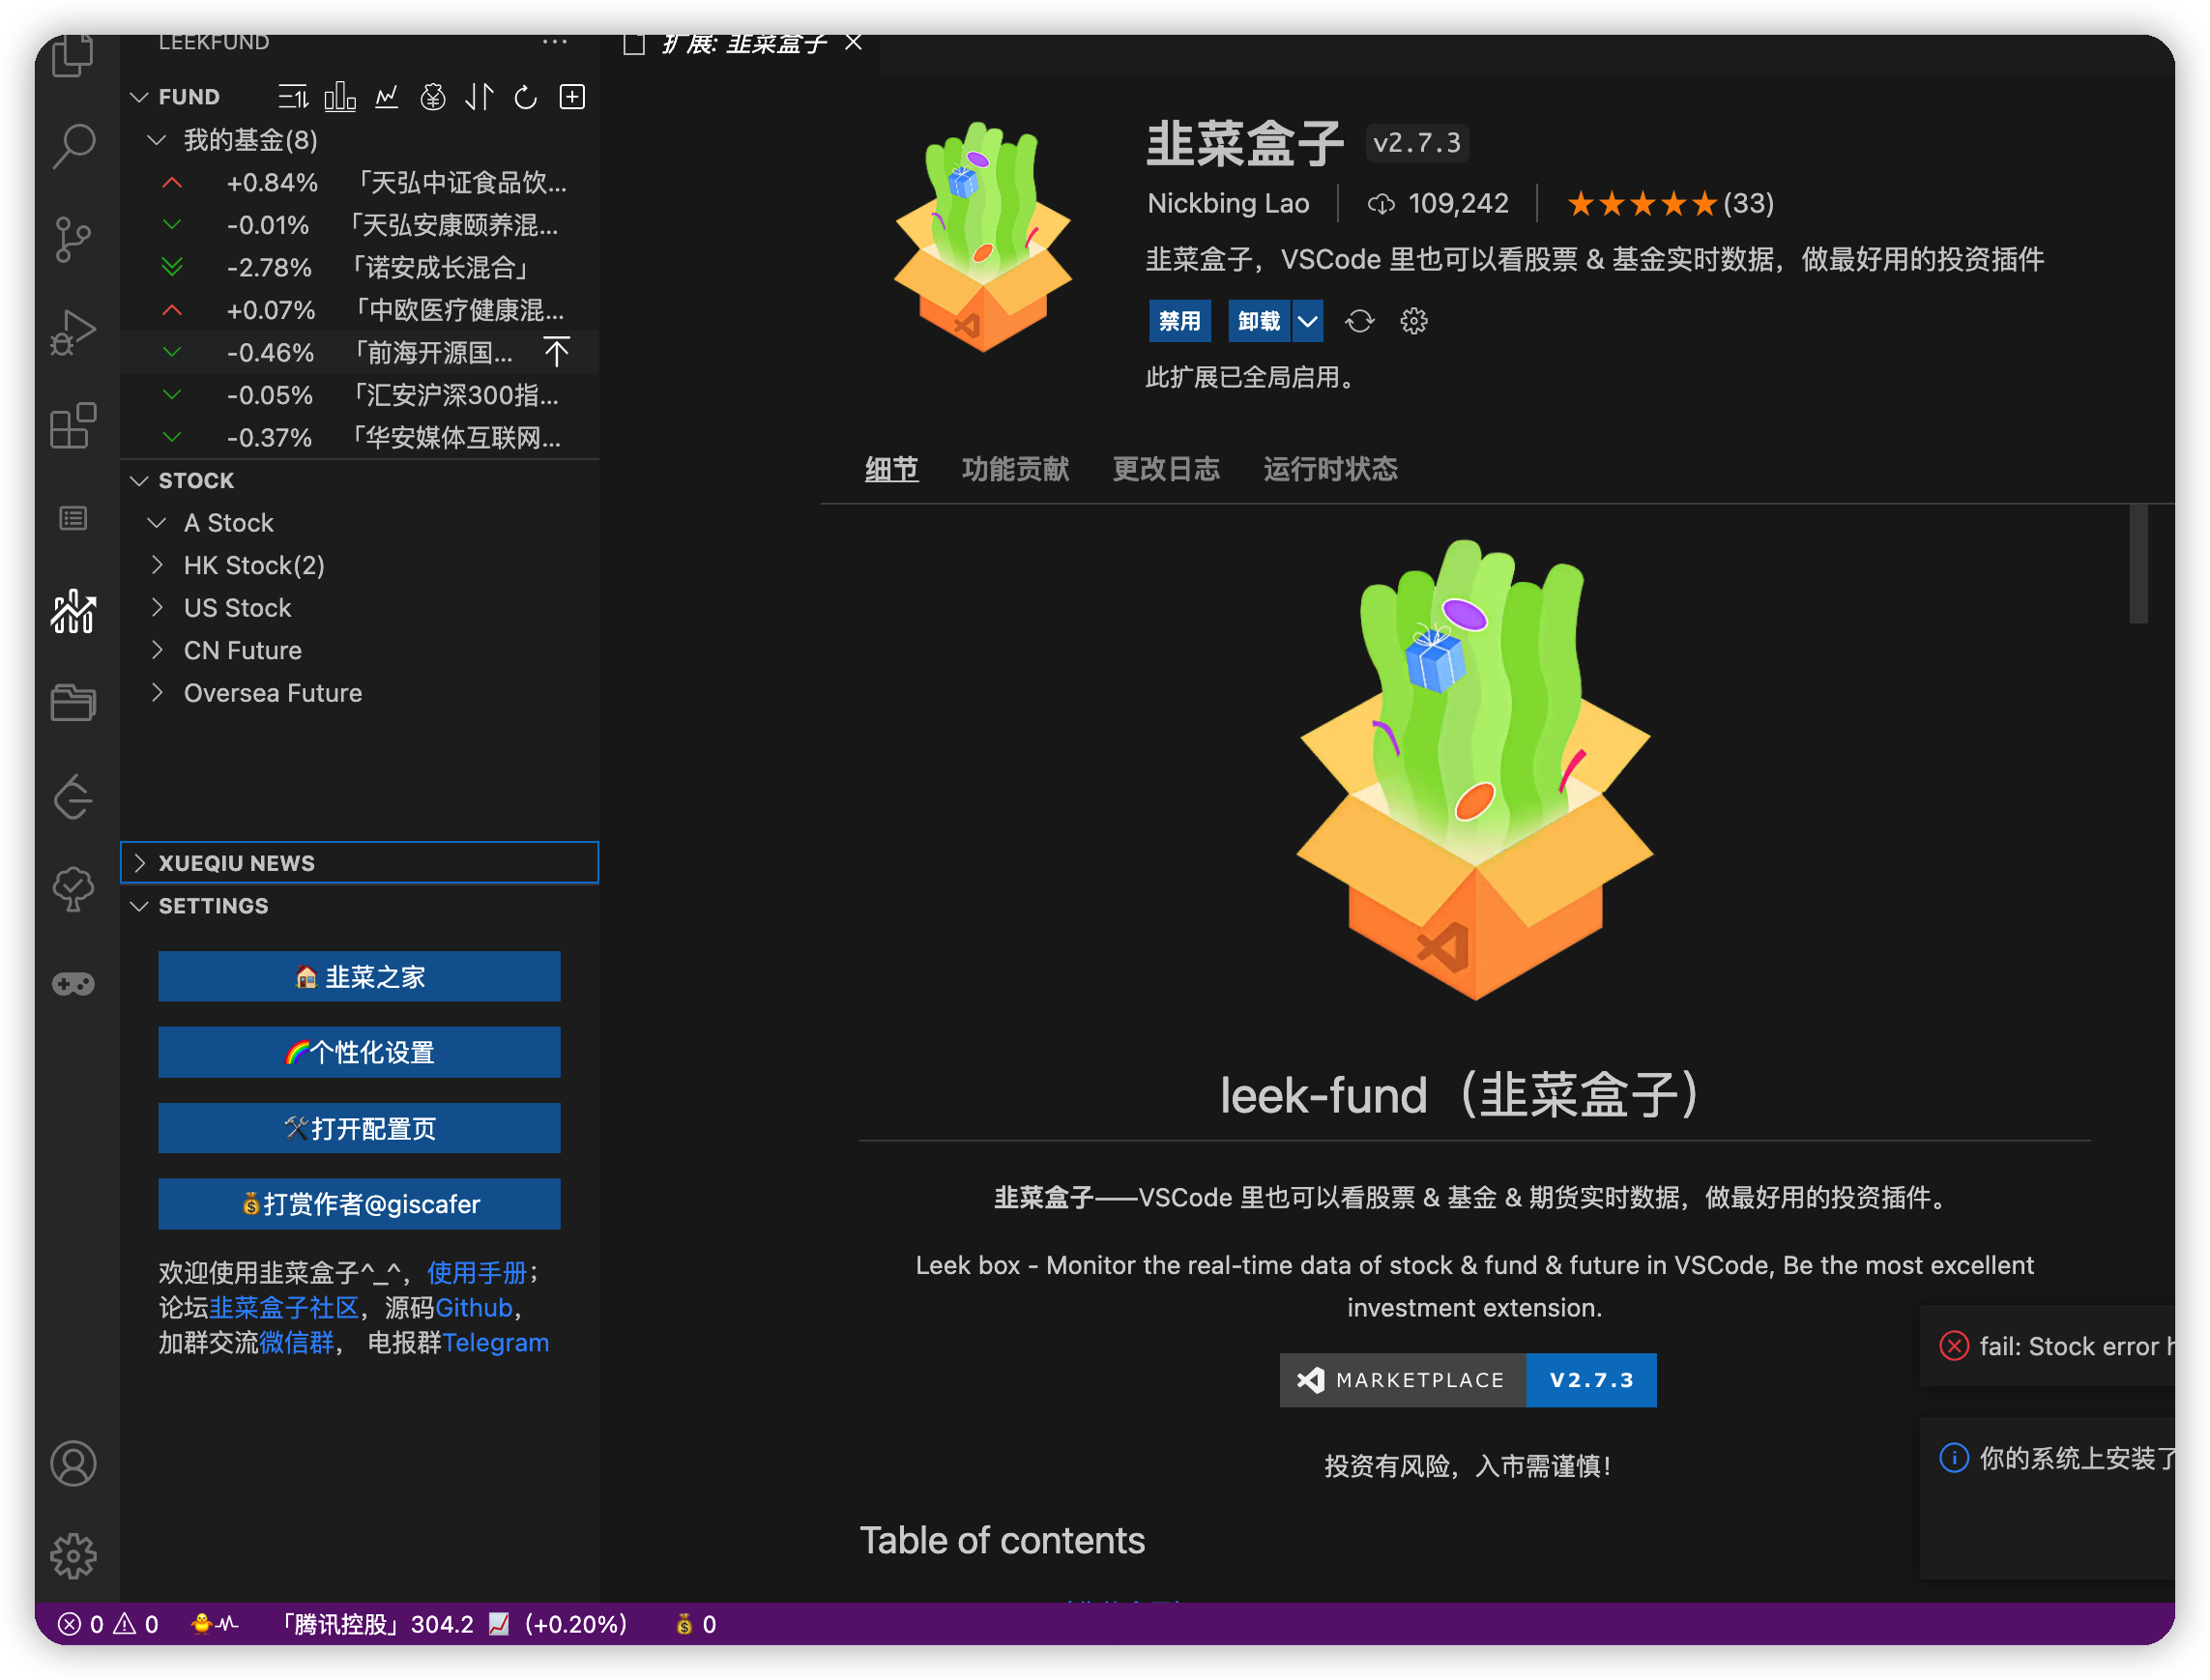 LEEKFUND
FUND
我的基金(8)
+0.84% 「天弘中证食品饮...
-0.01% 「天弘安康颐养混...
-2.78% 「诺安成长混合」
+0.07% 「中欧医疗健康混...
-0.46% 「前海开源国...
-0.05% 「汇安沪深300指...
-0.37% 「华安媒体互联网...
STOCK
A Stock
HK Stock(2)
US Stock
CN Future
Oversea Future
XUEQIU NEWS
SETTINGS
🏠 韭菜之家
🌈个性化设置
🛠打开配置页
💰打赏作者@giscafer
欢迎使用韭菜盒子^_^，使用手册；
论坛韭菜盒子社区，源码Github，
加群交流微信群， 电报群Telegram
扩展: 韭菜盒子
韭菜盒子 v2.7.3
Nickbing Lao 109,242 ★★★★★(33)
韭菜盒子，VSCode 里也可以看股票 & 基金实时数据，做最好用的投资插件
禁用 卸载
此扩展已全局启用。
细节 功能贡献 更改日志 运行时状态
leek-fund（韭菜盒子）
韭菜盒子——VSCode 里也可以看股票 & 基金 & 期货实时数据，做最好用的投资插件。
Leek box - Monitor the real-time data of stock & fund & future in VSCode, Be the most excellent
investment extension.
MARKETPLACE V2.7.3
投资有风险，入市需谨慎！
Table of contents
fail: Stock error
你的系统上安装了
0 0 「腾讯控股」304.2 📈 (+0.20%) 💰 0